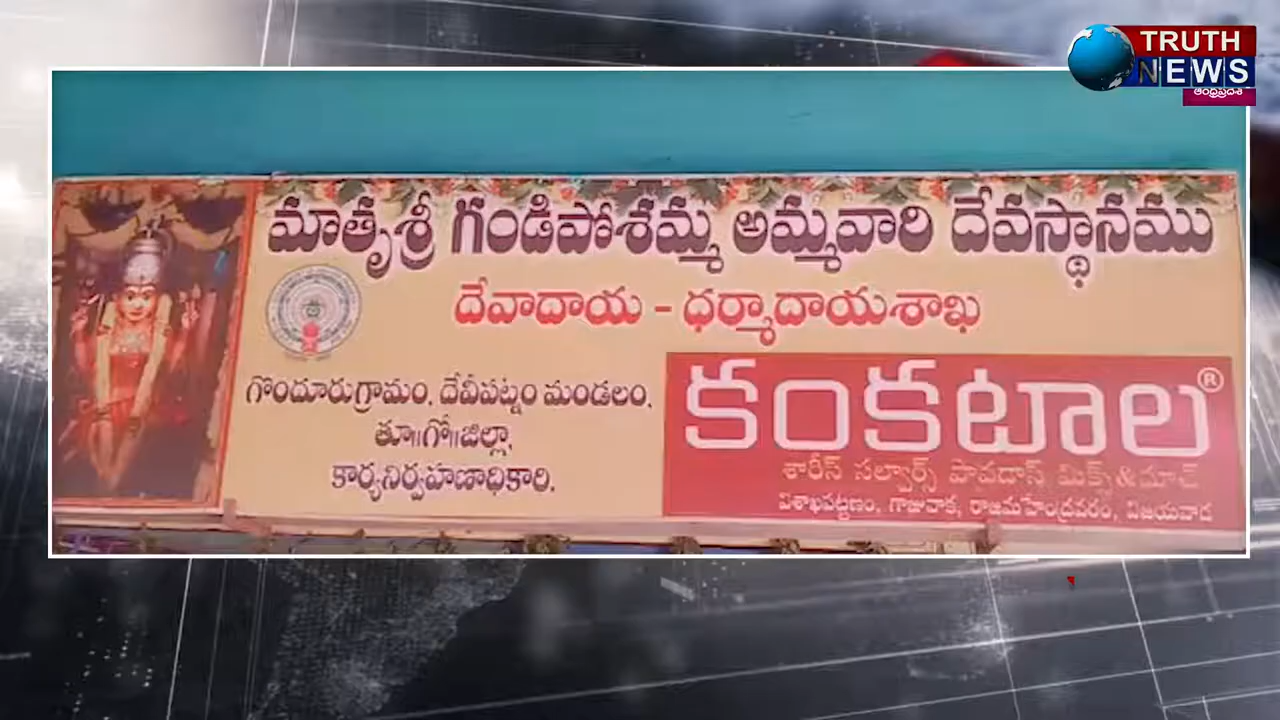 TRUTH
NEWS
ఆంధ్రప్రదేశ్
మాతృశ్రీ గండిపోశమ్మ అమ్మవారి దేవస్థానము
దేవాదాయ - ధర్మాదాయశాఖ
గొందూరుగ్రామం, దేవీపట్నం మండలం,
తూ॥గో॥జిల్లా,
కార్యనిర్వహణాధికారి.
కంకటాల®
శారీస్ సల్వార్స్ పావడాస్ మిక్స్&మాచ్
విశాఖపట్టణం, గాజువాక, రాజమహేంద్రవరం, విజయవాడ